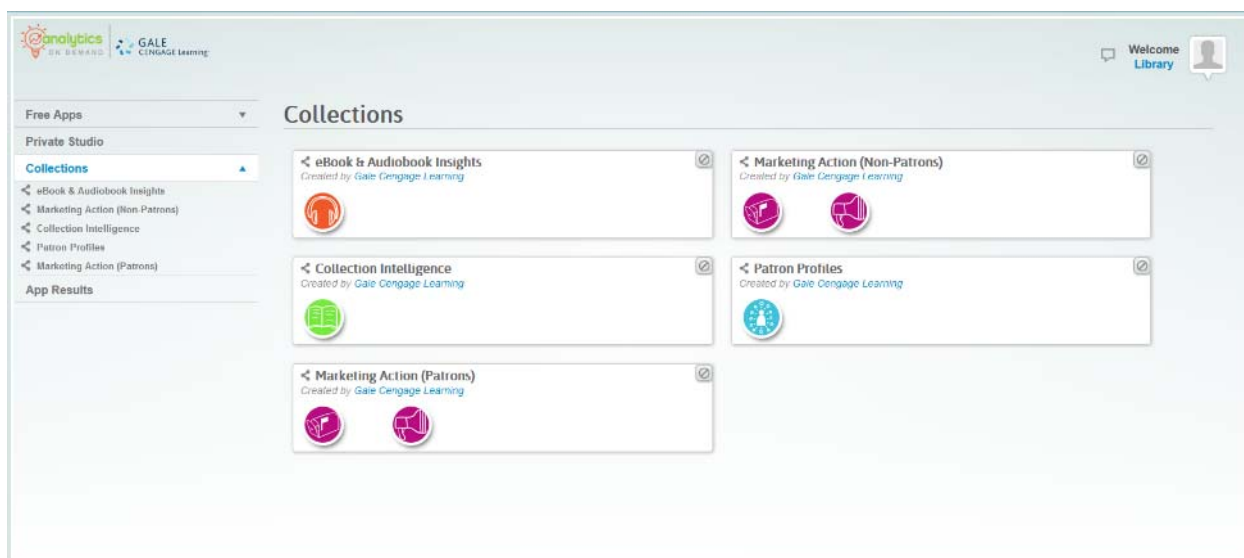 analytics
ON DEMAND
GALE
CENGAGE Learning
Welcome
Library
Free Apps
Private Studio
Collections
eBook & Audiobook Insights
Marketing Action (Non-Patrons)
Collection Intelligence
Patron Profiles
Marketing Action (Patrons)
App Results
Collections
eBook & Audiobook Insights
Created by Gale Cengage Learning
Marketing Action (Non-Patrons)
Created by Gale Cengage Learning
Collection Intelligence
Created by Gale Cengage Learning
Patron Profiles
Created by Gale Cengage Learning
Marketing Action (Patrons)
Created by Gale Cengage Learning